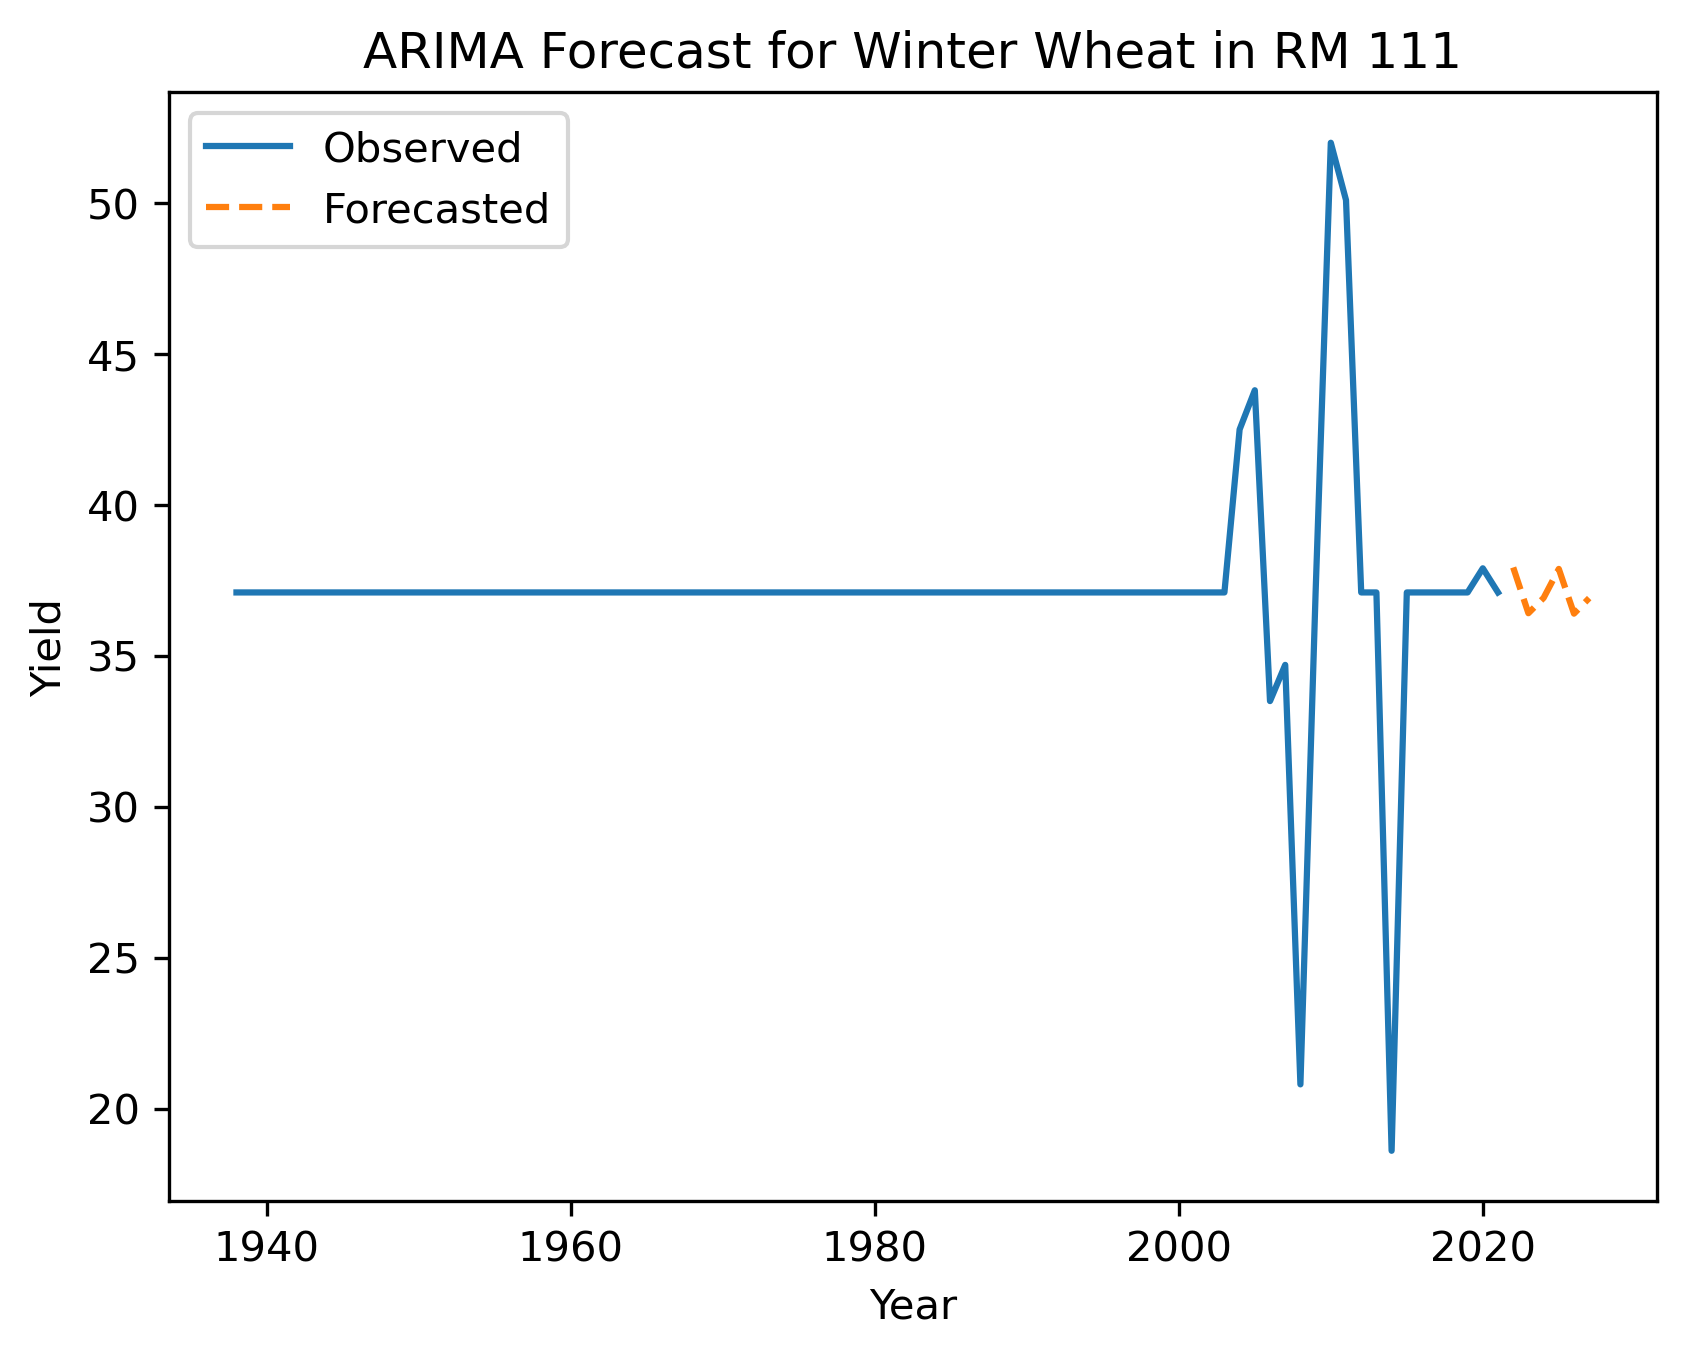 ARIMA Forecast for Winter Wheat in RM 111
Observed
Forecasted
50
45
40
35
30
25
20
Yield
1940 1960 1980 2000 2020
Year